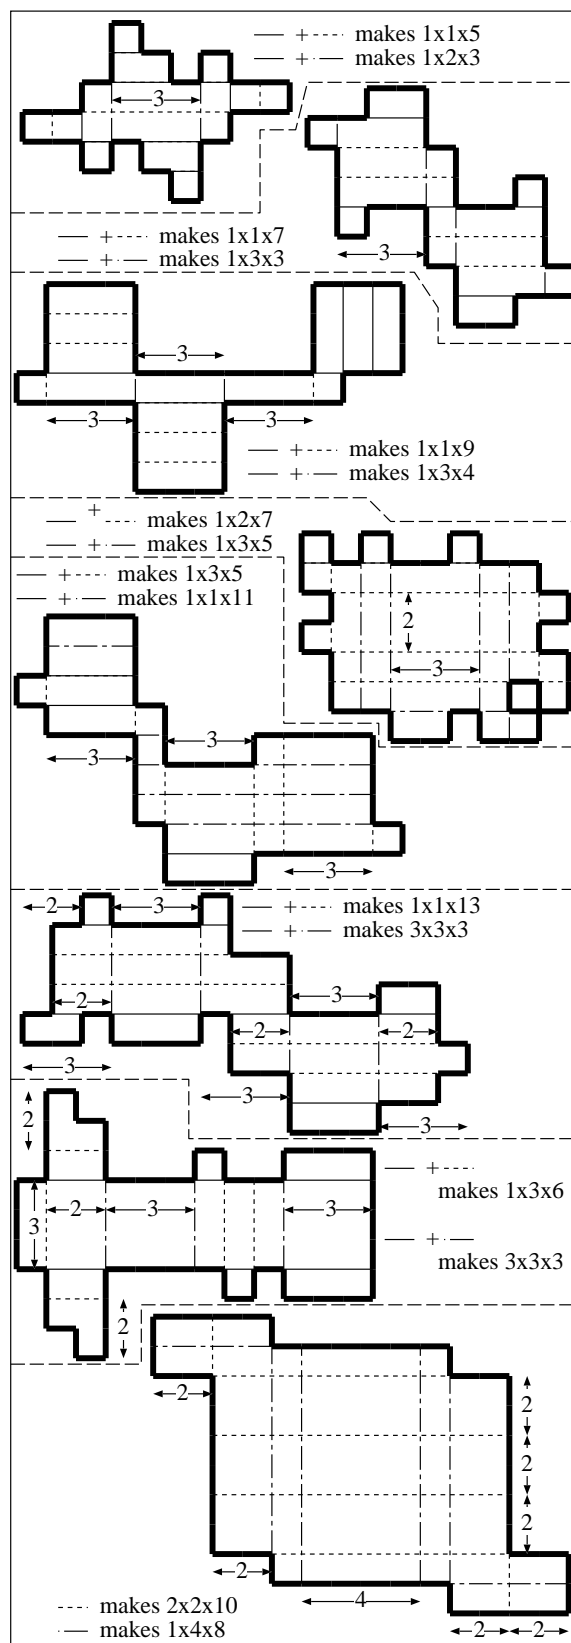 makes 1x1x5
makes 1x2x3
3
makes 1x1x7
makes 1x3x3
3
3
3 3
makes 1x1x9
makes 1x3x4
makes 1x2x7
makes 1x3x5
makes 1x3x5
makes 1x1x11
2
3
3
3
3
2 3
makes 1x1x13
makes 3x3x3
2
3
2 2
3
3
3
2
3
2 3 3
makes 1x3x6
makes 3x3x3
2
2
2
2
2
2
4
2 2
makes 2x2x10
makes 1x4x8